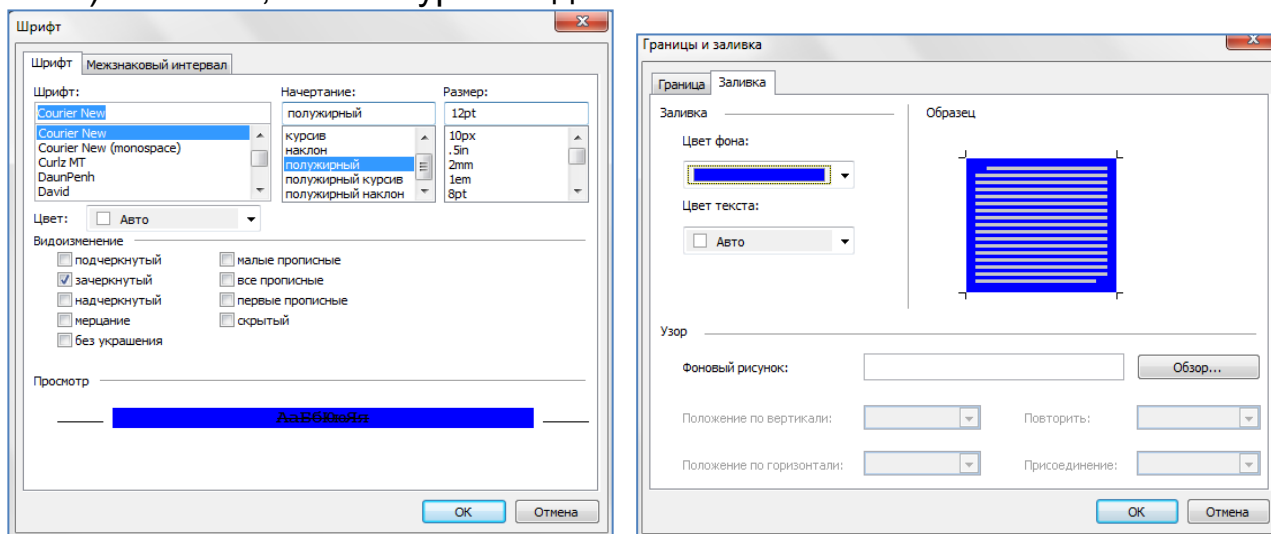 Шрифт
Шрифт Межзнаковый интервал
Шрифт: Начертание: Размер:
Courier New полужирный 12pt
Courier New курсив 10px
Courier New (monospace) наклон .5in
Curlz MT полужирный 2mm
DaunPenh полужирный курсив 1em
David полужирный наклон 8pt
Цвет: Авто
Видоизменение
подчеркнутый малые прописные
зачеркнутый все прописные
надчеркнутый первые прописные
мерцание скрытый
без украшения
Просмотр
АаБбЮюЯя
OK Отмена
Границы и заливка
Граница Заливка
Заливка Образец
Цвет фона:
Цвет текста:
Авто
Узор
Фоновый рисунок: Обзор...
Положение по вертикали: Повторить:
Положение по горизонтали: Присоединение:
OK Отмена